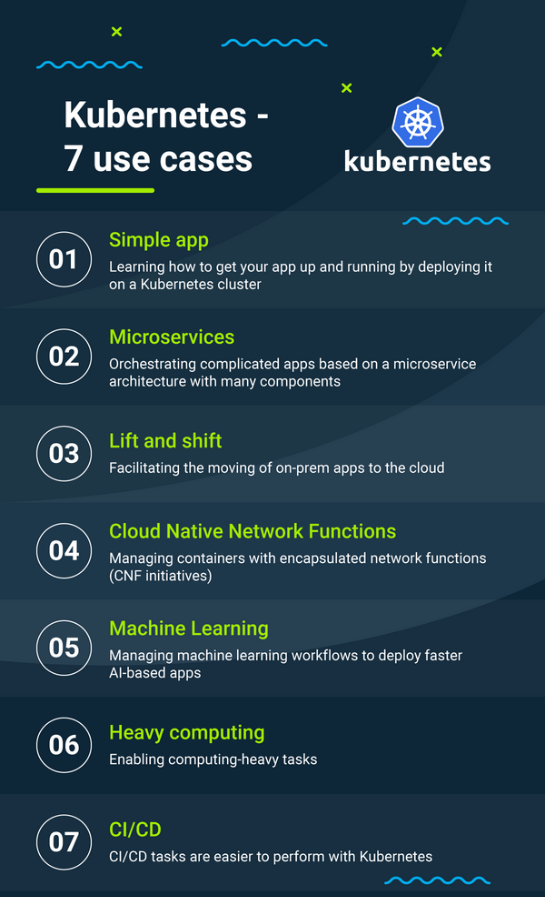 Kubernetes -
7 use cases
kubernetes
01
Simple app
Learning how to get your app up and running by deploying it
on a Kubernetes cluster
02
Microservices
Orchestrating complicated apps based on a microservice
architecture with many components
03
Lift and shift
Facilitating the moving of on-prem apps to the cloud
04
Cloud Native Network Functions
Managing containers with encapsulated network functions
(CNF initiatives)
05
Machine Learning
Managing machine learning workflows to deploy faster
AI-based apps
06
Heavy computing
Enabling computing-heavy tasks
07
CI/CD
CI/CD tasks are easier to perform with Kubernetes